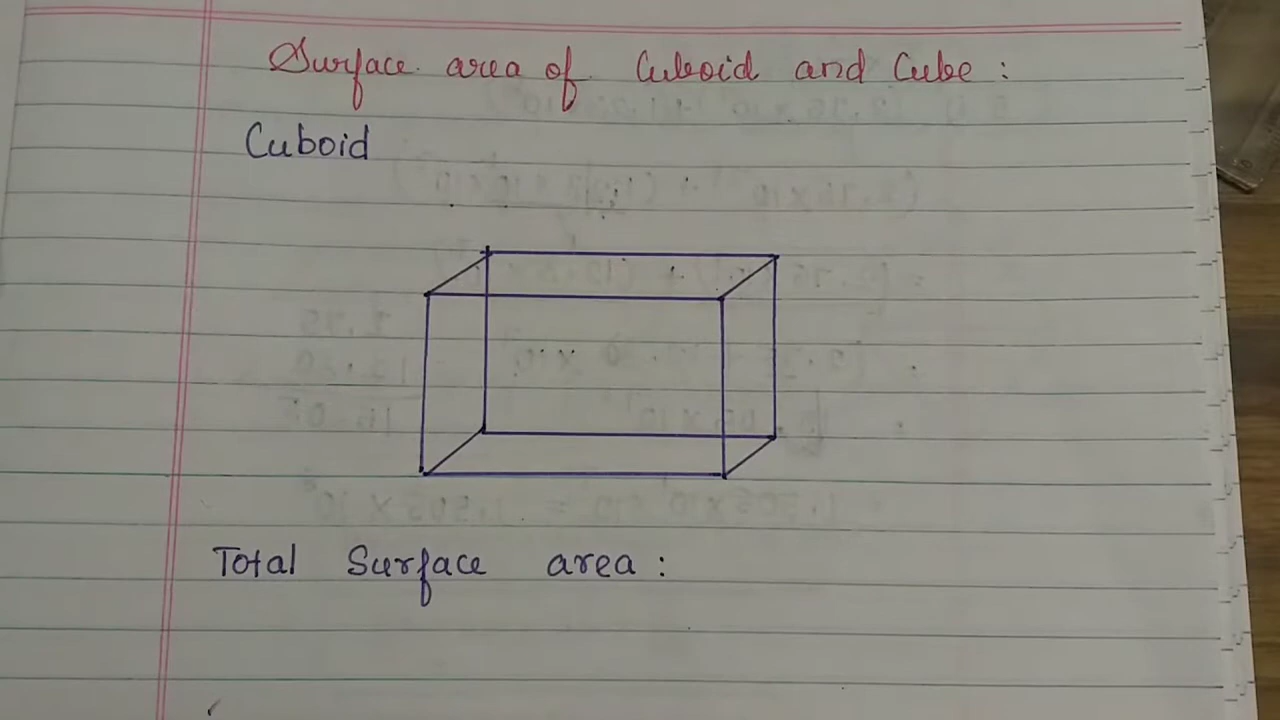 Surface area of Cuboid and Cube :
Cuboid
Total Surface area :